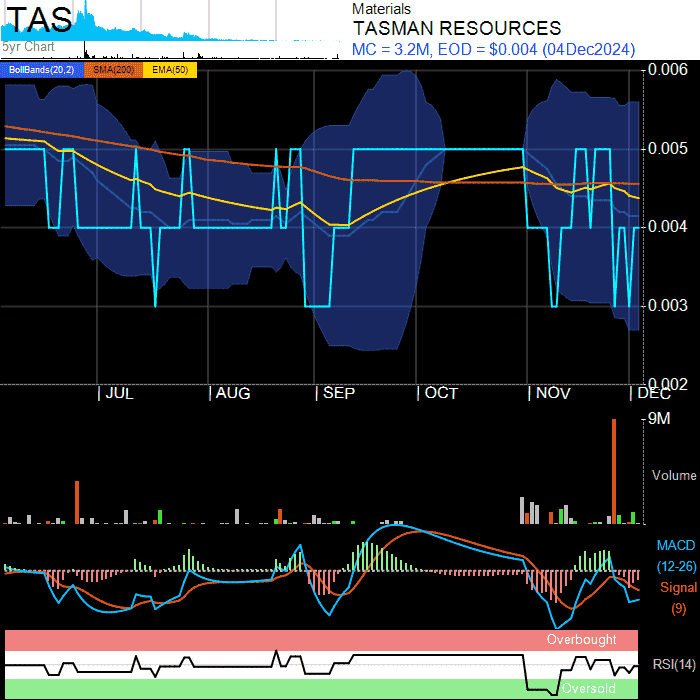 TAS
5yr Chart
Materials
TASMAN RESOURCES
MC = 3.2M, EOD = $0.004 (04Dec2024)
BollBands(20,2) SMA(200) EMA(50)
0.006
0.005
0.004
0.003
0.002
JUL AUG SEP OCT NOV DEC
9M
Volume
MACD
(12-26)
Signal
(9)
Overbought
RSI(14)
Oversold